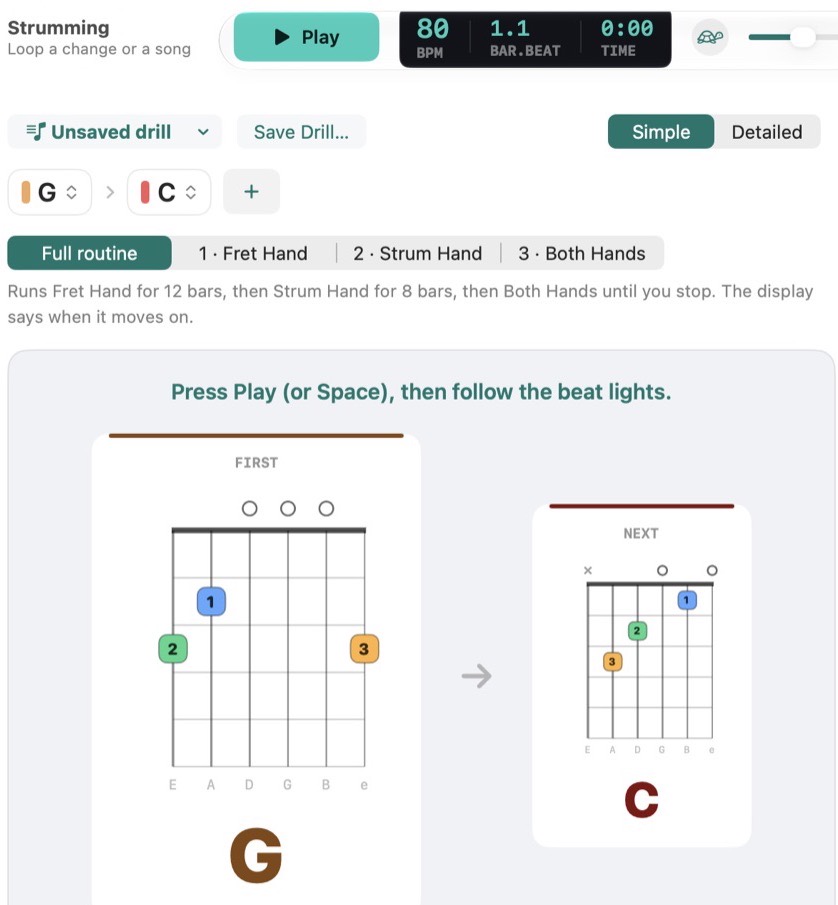 Strumming
Loop a change or a song
Play
80
BPM
1.1
BAR.BEAT
0:00
TIME
Unsaved drill
Save Drill...
Simple
Detailed
G
C
+
Full routine
1 · Fret Hand
2 · Strum Hand
3 · Both Hands
Runs Fret Hand for 12 bars, then Strum Hand for 8 bars, then Both Hands until you stop. The display
says when it moves on.
Press Play (or Space), then follow the beat lights.
FIRST
1
2
3
E A D G B e
G
NEXT
×
1
2
3
E A D G B e
C